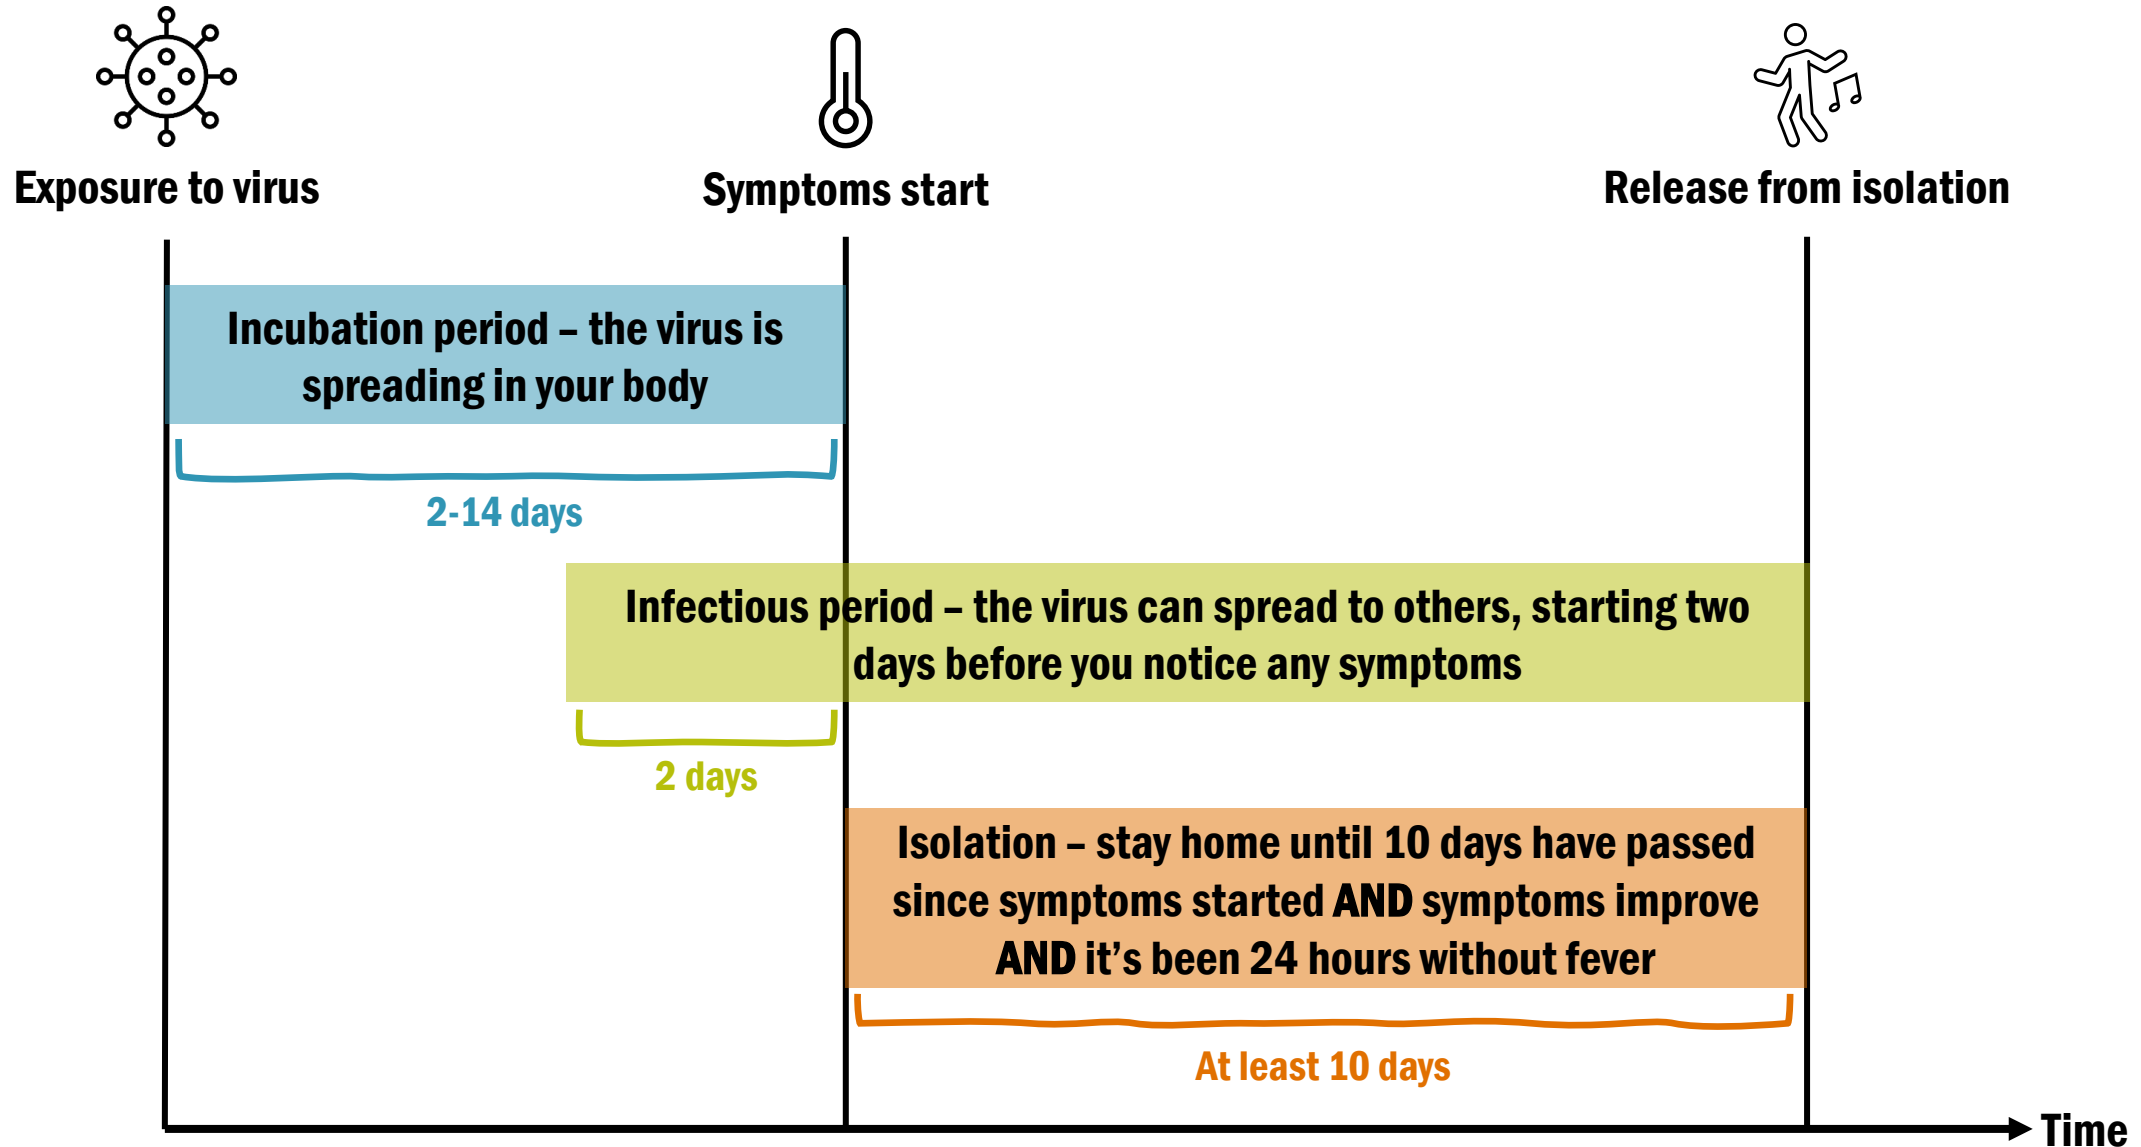 Exposure to virus
Symptoms start
Release from isolation
Incubation period – the virus is
spreading in your body
2-14 days
Infectious period – the virus can spread to others, starting two
days before you notice any symptoms
2 days
Isolation – stay home until 10 days have passed
since symptoms started AND symptoms improve
AND it’s been 24 hours without fever
At least 10 days
Time